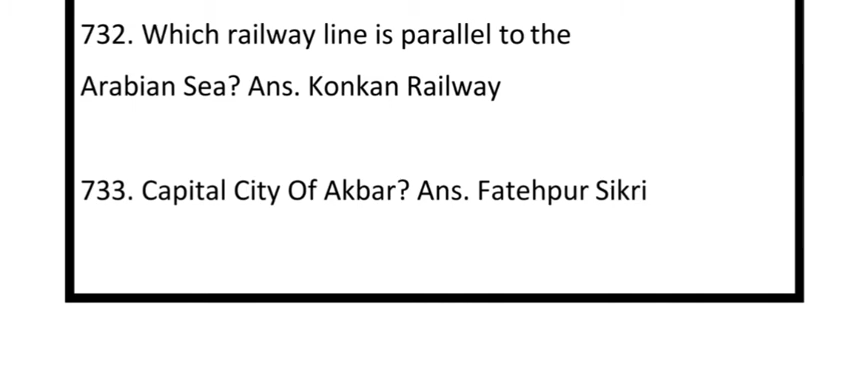 732. Which railway line is parallel to the
Arabian Sea? Ans. Konkan Railway
733. Capital City Of Akbar? Ans. Fatehpur Sikri